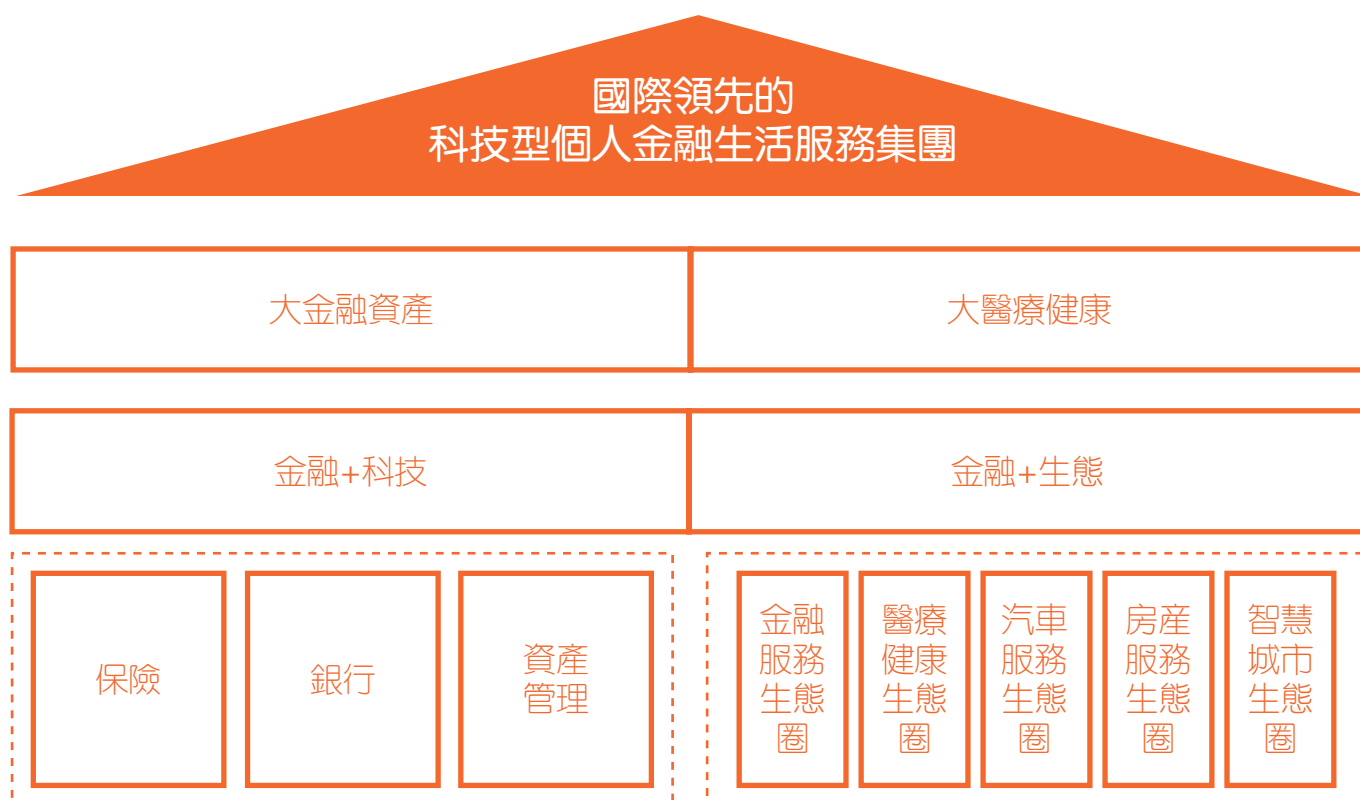 國際領先的
科技型個人金融生活服務集團
大金融資產
大醫療健康
金融+科技
金融+生態
保險
銀行
資產
管理
金融
服務
生態
圈
醫療
健康
生態
圈
汽車
服務
生態
圈
房産
服務
生態
圈
智慧
城市
生態
圈